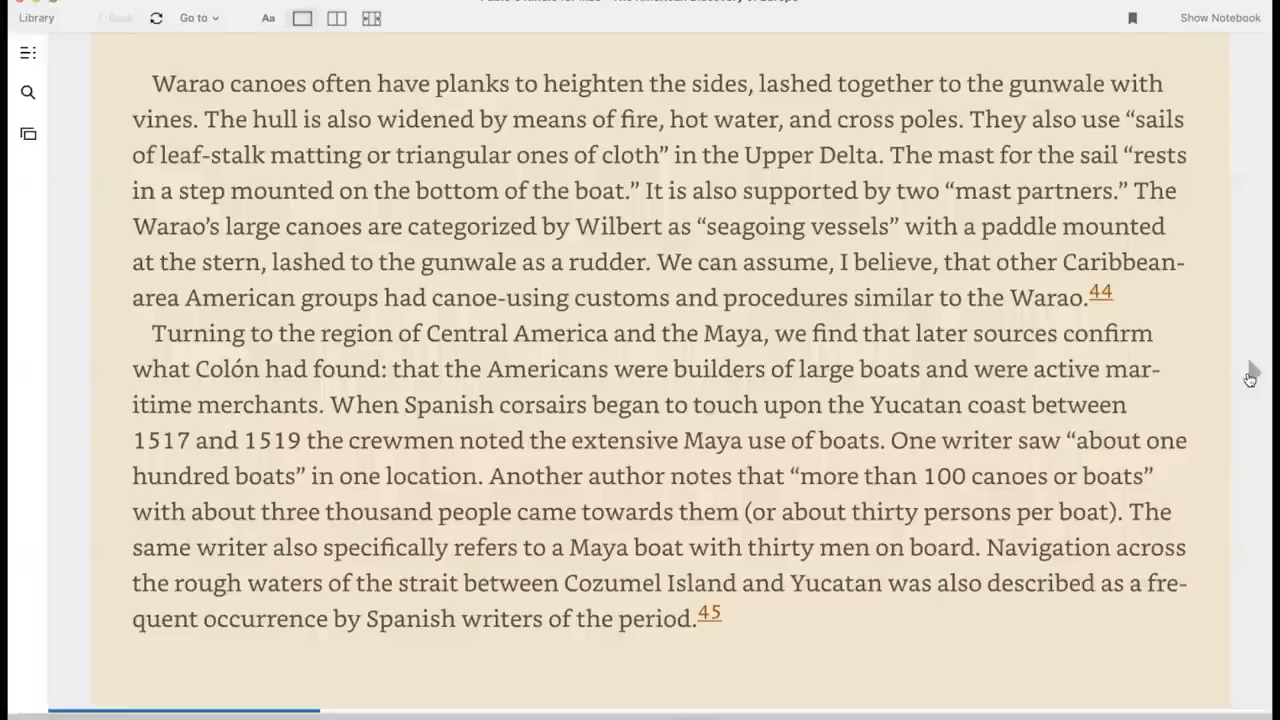 Library
Back
Go to
Aa
Show Notebook
Warao canoes often have planks to heighten the sides, lashed together to the gunwale with
vines. The hull is also widened by means of fire, hot water, and cross poles. They also use “sails
of leaf-stalk matting or triangular ones of cloth” in the Upper Delta. The mast for the sail “rests
in a step mounted on the bottom of the boat.” It is also supported by two “mast partners.” The
Warao’s large canoes are categorized by Wilbert as “seagoing vessels” with a paddle mounted
at the stern, lashed to the gunwale as a rudder. We can assume, I believe, that other Caribbean-
area American groups had canoe-using customs and procedures similar to the Warao.44
Turning to the region of Central America and the Maya, we find that later sources confirm
what Colón had found: that the Americans were builders of large boats and were active mar-
itime merchants. When Spanish corsairs began to touch upon the Yucatan coast between
1517 and 1519 the crewmen noted the extensive Maya use of boats. One writer saw “about one
hundred boats” in one location. Another author notes that “more than 100 canoes or boats”
with about three thousand people came towards them (or about thirty persons per boat). The
same writer also specifically refers to a Maya boat with thirty men on board. Navigation across
the rough waters of the strait between Cozumel Island and Yucatan was also described as a fre-
quent occurrence by Spanish writers of the period.45